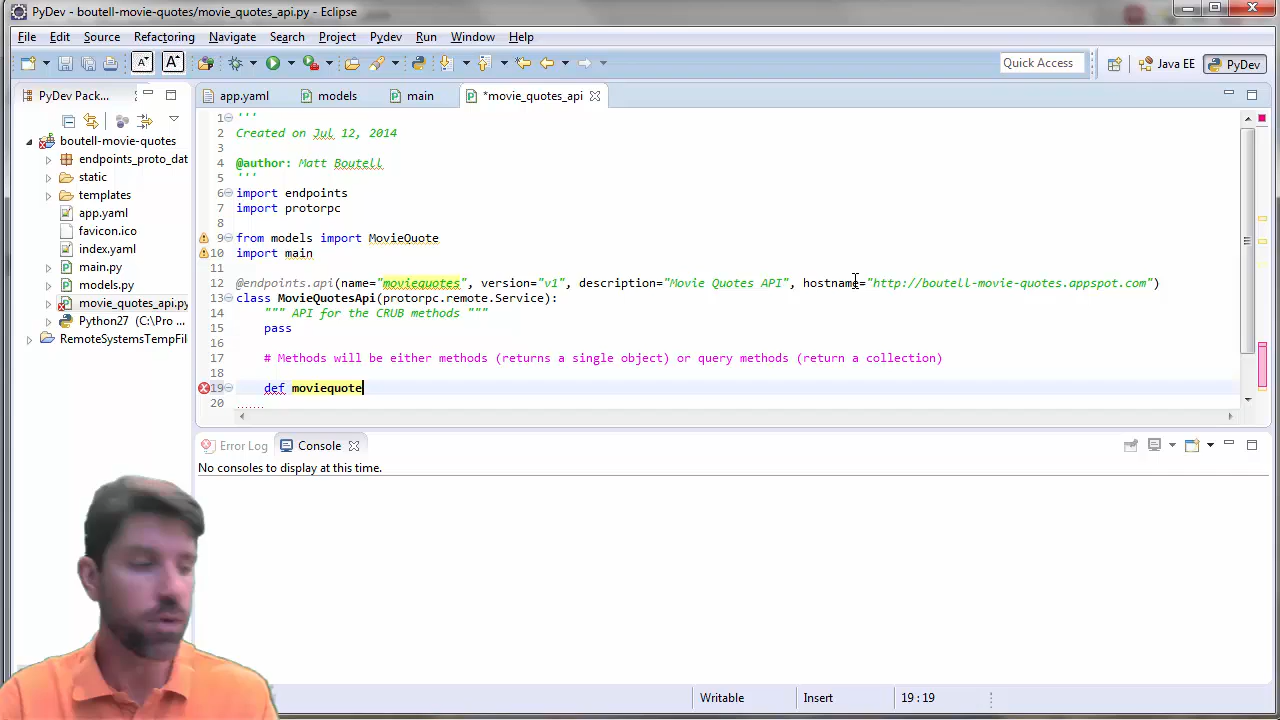 PyDev - boutell-movie-quotes/movie_quotes_api.py - Eclipse
File Edit Source Refactoring Navigate Search Project Pydev Run Window Help
Quick Access Java EE PyDev
PyDev Pack... app.yaml models main *movie_quotes_api
boutell-movie-quotes
endpoints_proto_dat
static
templates
app.yaml
favicon.ico
index.yaml
main.py
models.py
movie_quotes_api.py
Python27 (C:\Pro ...
RemoteSystemsTempFil
1 '''
2 Created on Jul 12, 2014
3
4 @author: Matt Boutell
5 '''
6 import endpoints
7 import protorpc
8
9 from models import MovieQuote
10 import main
11
12 @endpoints.api(name="moviequotes", version="v1", description="Movie Quotes API", hostname="http://boutell-movie-quotes.appspot.com")
13 class MovieQuotesApi(protorpc.remote.Service):
14 """ API for the CRUB methods """
15 pass
16
17 # Methods will be either methods (returns a single object) or query methods (return a collection)
18
19 def moviequote
20
Error Log Console
No consoles to display at this time.
Writable Insert 19:19